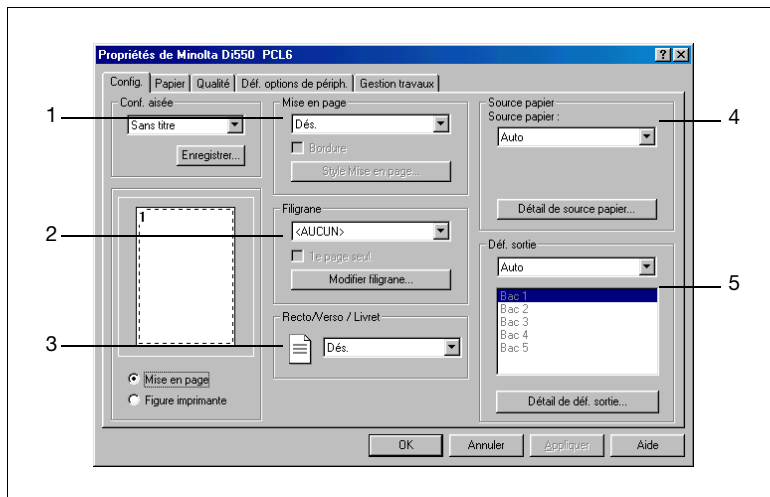 Propriétés de Minolta Di550 PCL6
Config. Papier Qualité Déf. options de périph. Gestion travaux
Conf. aisée
Sans titre
Enregistrer...
1
Mise en page
Figure imprimante
1
Mise en page
Dés.
Bordure
Style Mise en page...
2
Filigrane
<AUCUN>
1e page seul
Modifier filigrane...
3
Recto/Verso / Livret
Dés.
Source papier
Source papier :
Auto
4
Détail de source papier...
Déf. sortie
Auto
5
Bac 1
Bac 2
Bac 3
Bac 4
Bac 5
Détail de déf. sortie...
OK Annuler Appliquer Aide